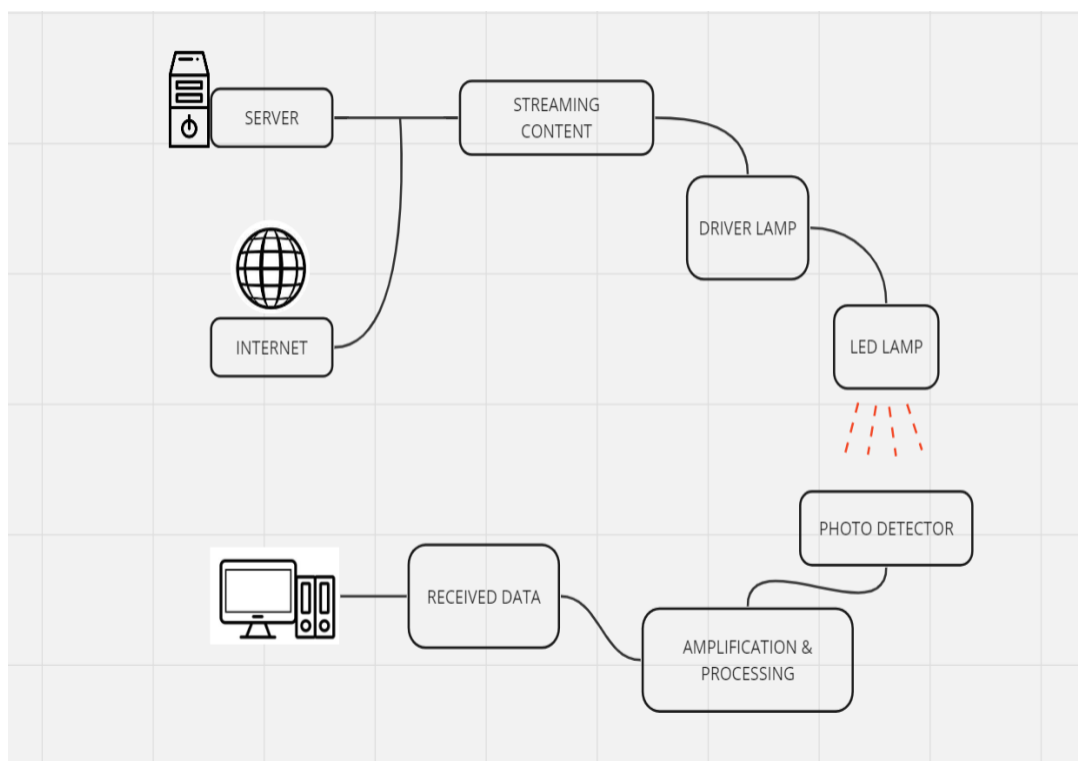 SERVER
STREAMING
CONTENT
DRIVER LAMP
INTERNET
LED LAMP
PHOTO DETECTOR
RECEIVED DATA
AMPLIFICATION &
PROCESSING